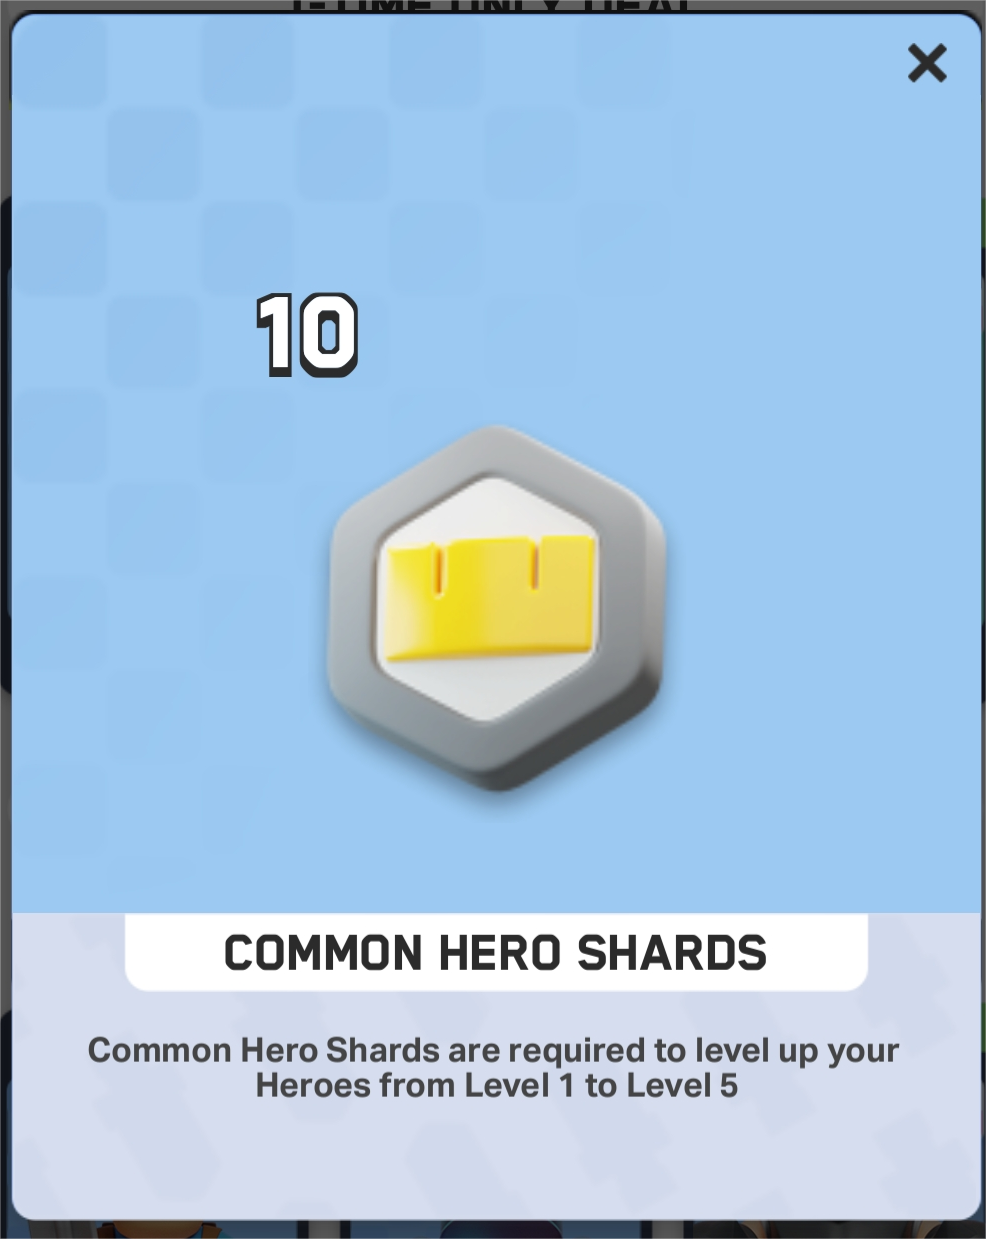 10
COMMON HERO SHARDS
Common Hero Shards are required to level up your
Heroes from Level 1 to Level 5